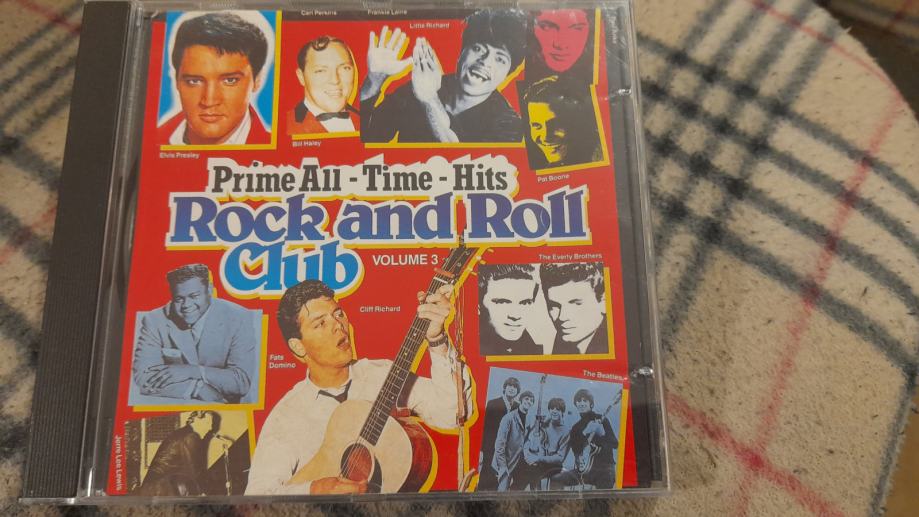 Carl Perkins
Frankie Laine
Little Richard
Elvis Presley
Bill Haley
Pat Boone
Prime All-Time-Hits
Rock and Roll
Club
VOLUME 3
The Everly Brothers
Cliff Richard
Fats
Domino
The Beatles
Jerre Lee Lewis